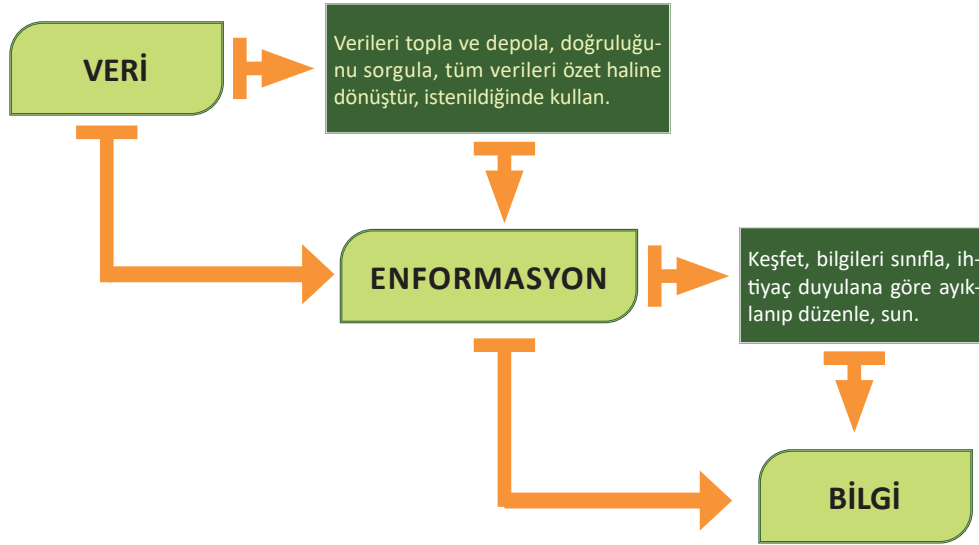 VERİ
Verileri topla ve depola, doğruluğu-
nu sorgula, tüm verileri özet haline
dönüştür, istenildiğinde kullan.
ENFORMASYON
Keşfet, bilgileri sınıfla, ih-
tiyaç duyulana göre ayık-
lanıp düzenle, sun.
BİLGİ